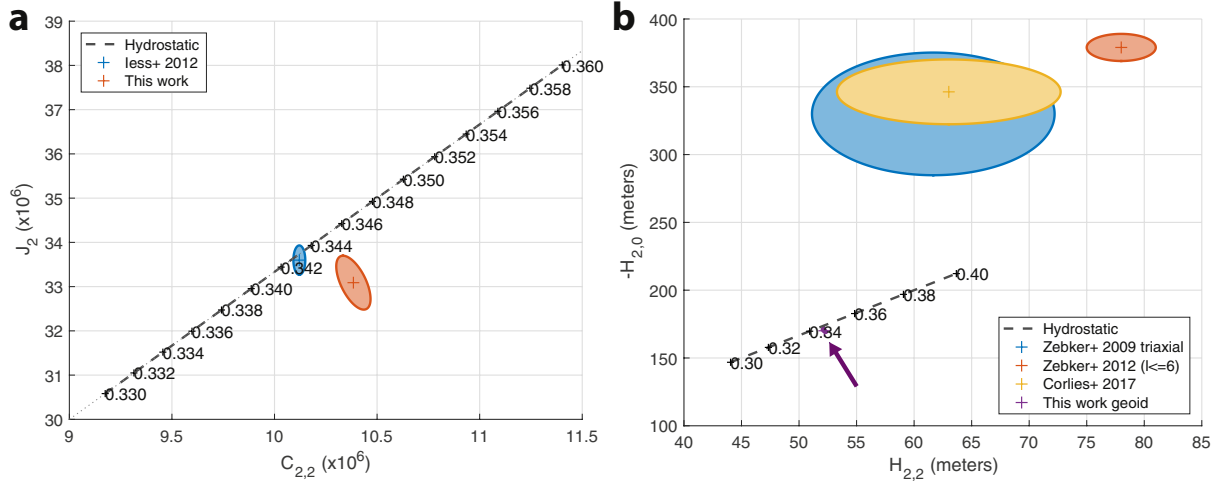 a
39
38
37
36
35
34
33
32
31
30
J2 (x10^6)
Hydrostatic
Iess+ 2012
This work
0.360
0.358
0.356
0.354
0.352
0.350
0.348
0.346
0.344
0.342
0.340
0.338
0.336
0.334
0.332
0.330
9 9.5 10 10.5 11 11.5
C2,2 (x10^6)
b
400
350
300
250
200
150
100
-H2,0 (meters)
0.40
0.38
0.36
0.34
0.32
0.30
Hydrostatic
Zebker+ 2009 triaxial
Zebker+ 2012 (l<=6)
Corlies+ 2017
This work geoid
40 45 50 55 60 65 70 75 80 85
H2,2 (meters)